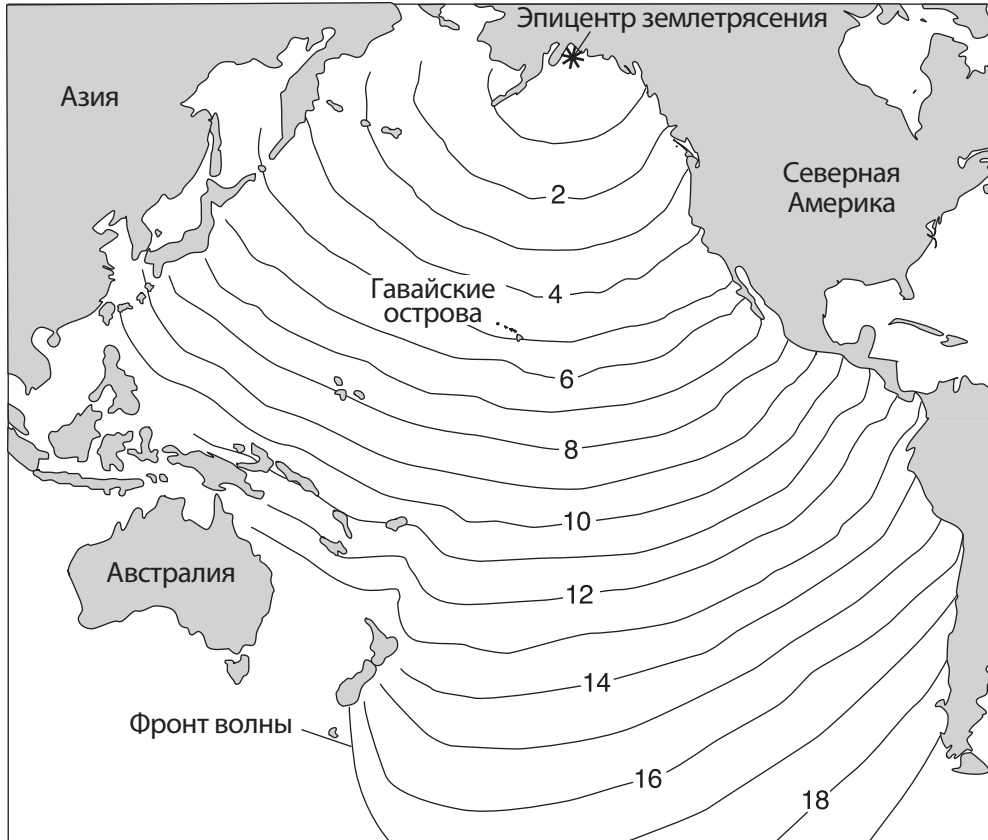 Эпицентр землетрясения
Азия
Северная
Америка
2
4
Гавайские
острова
6
8
10
Австралия
12
14
Фронт волны
16
18